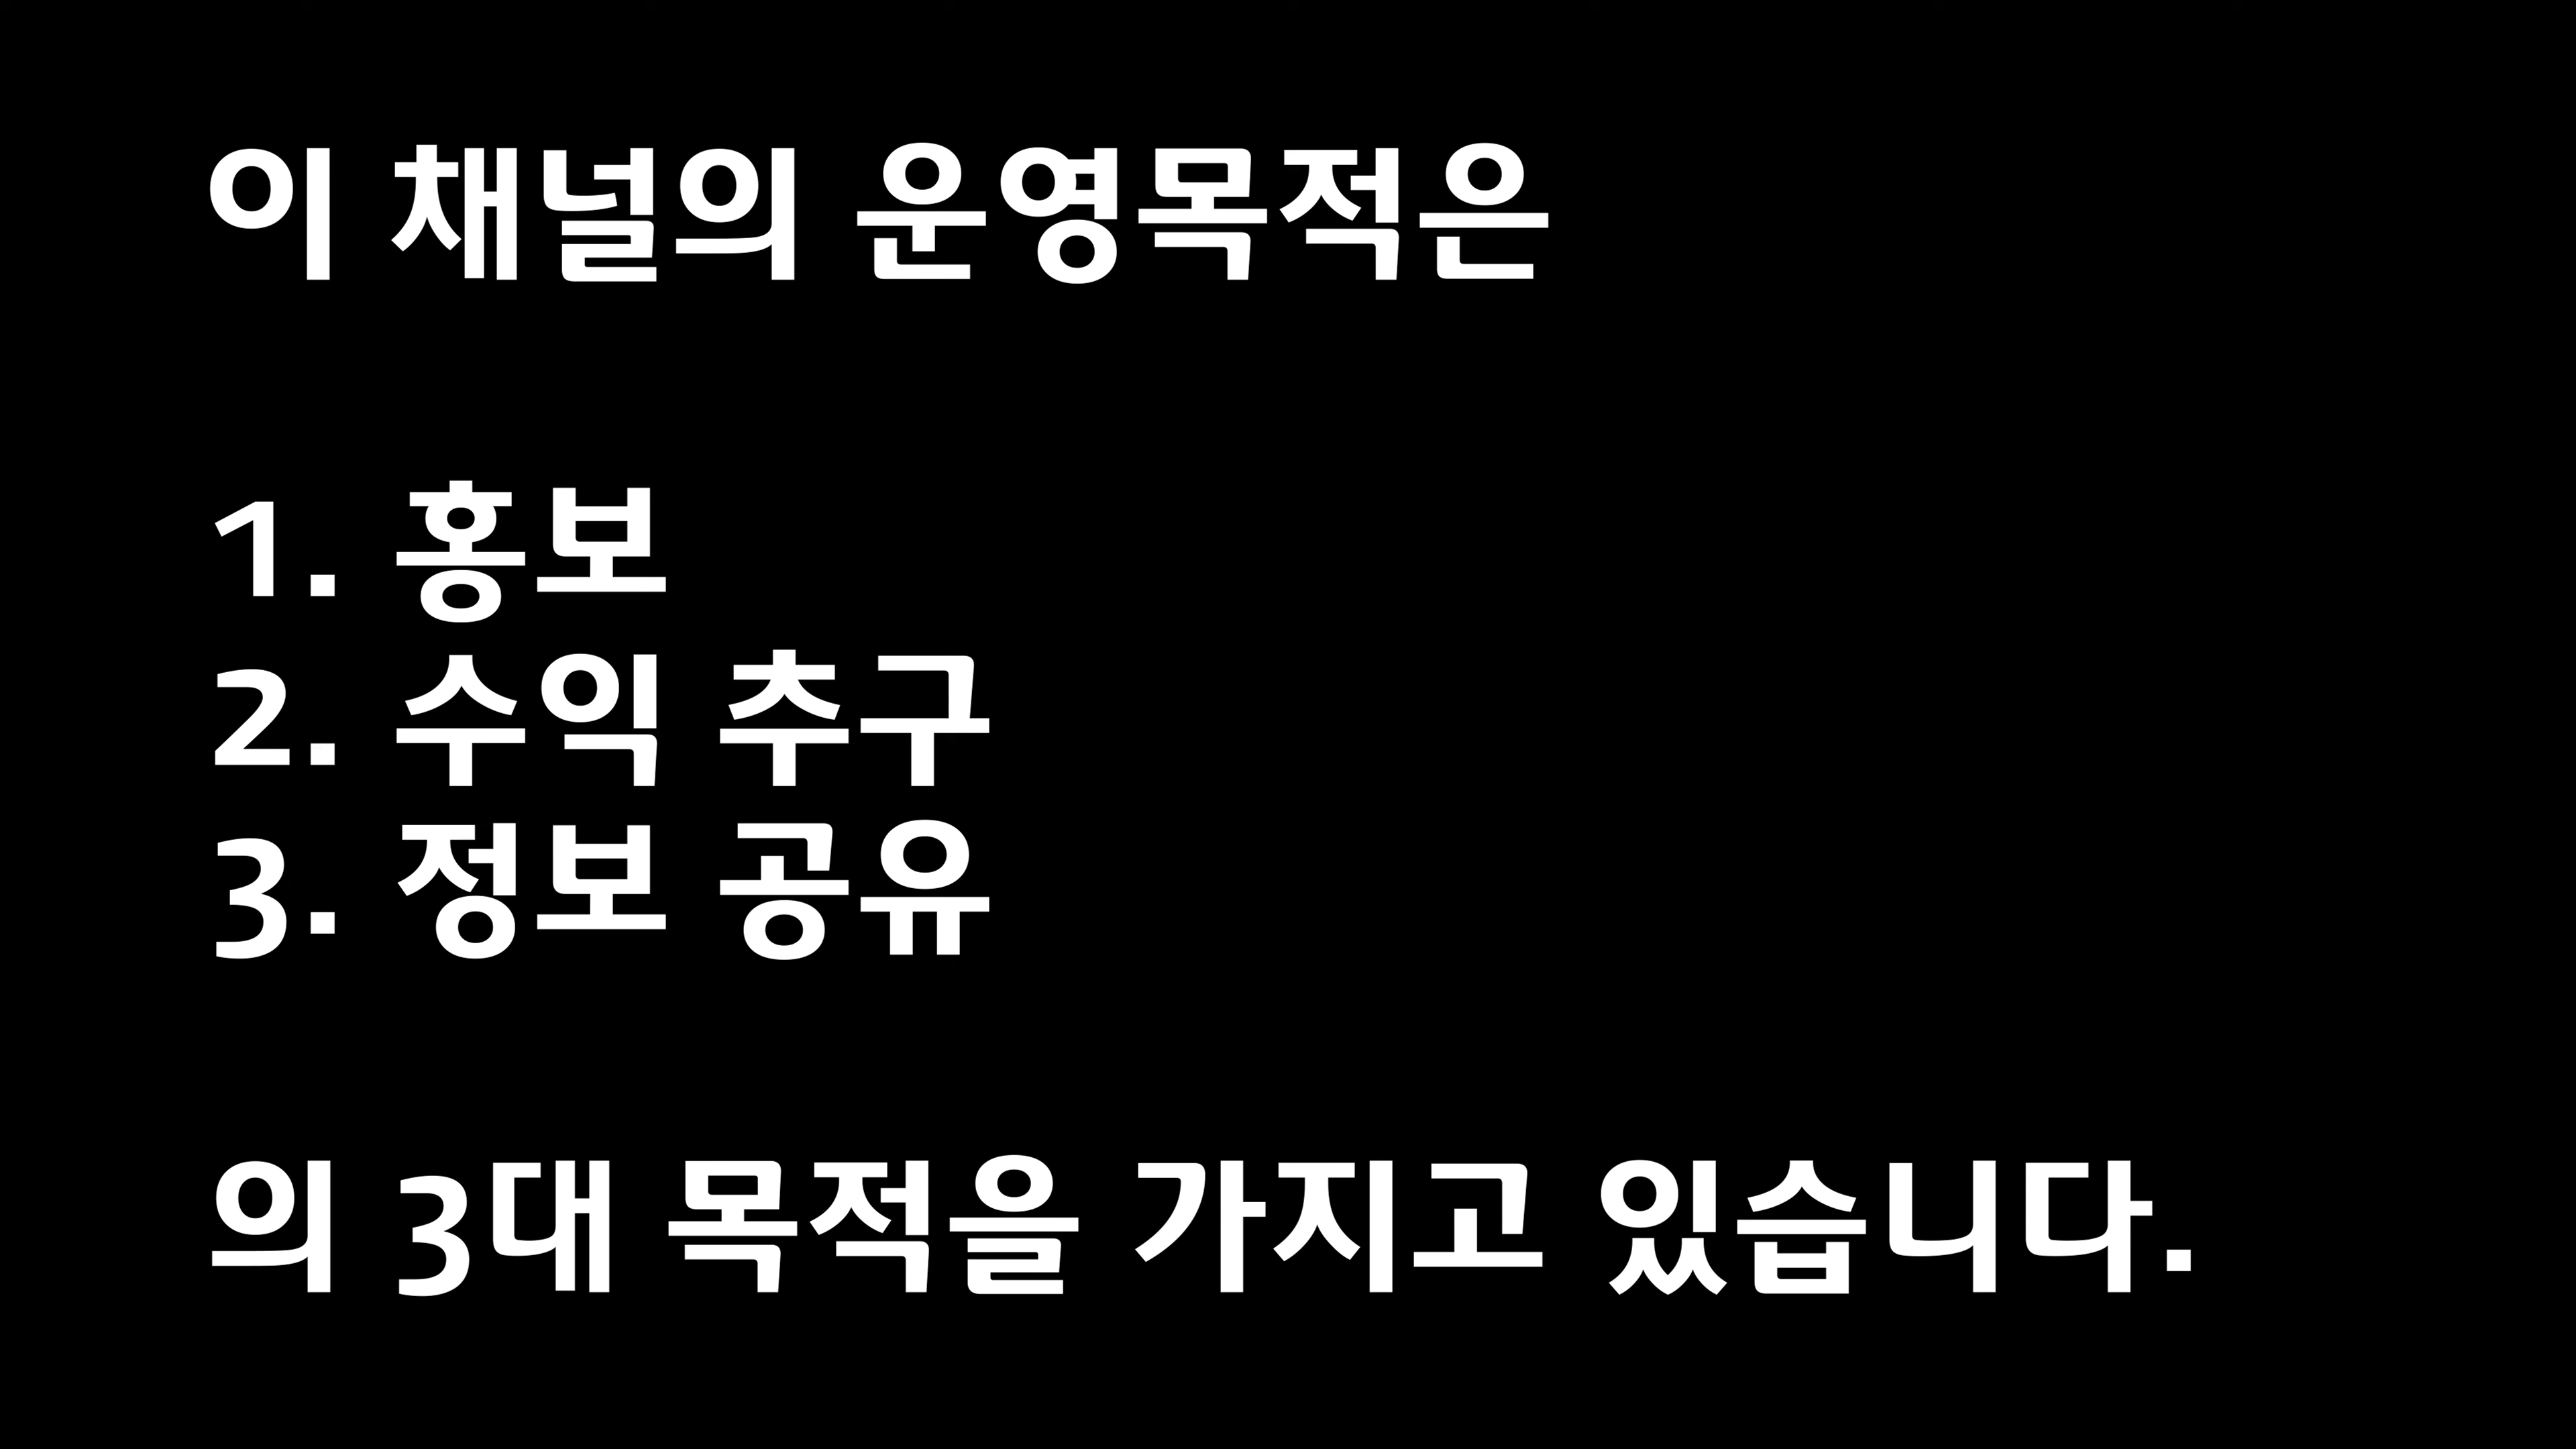 이 채널의 운영목적은
1. 홍보
2. 수익 추구
3. 정보 공유
의 3대 목적을 가지고 있습니다.